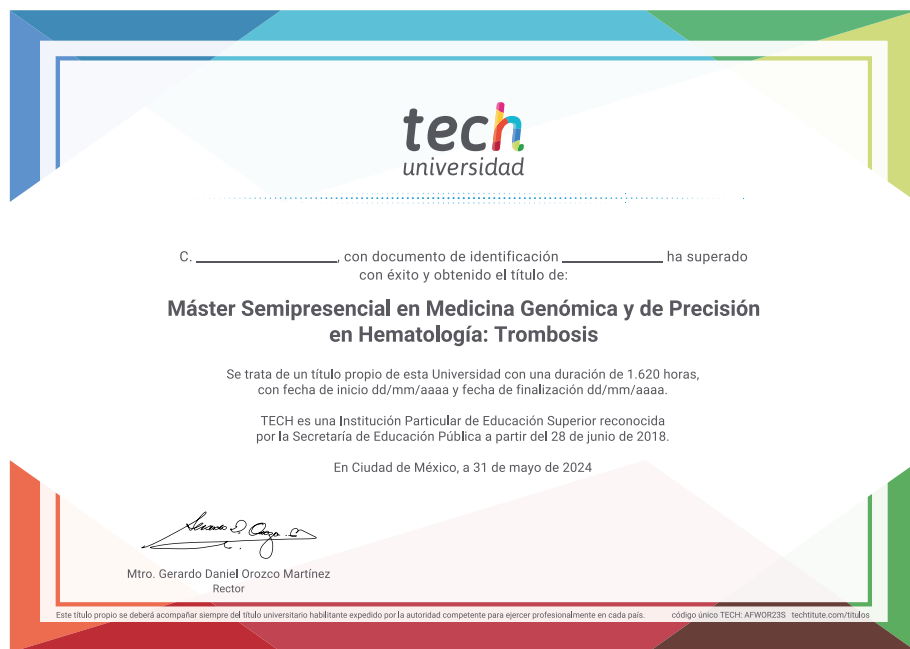 tech
universidad
C. ____________________, con documento de identificación ______________ ha superado
con éxito y obtenido el título de:
Máster Semipresencial en Medicina Genómica y de Precisión
en Hematología: Trombosis
Se trata de un título propio de esta Universidad con una duración de 1.620 horas,
con fecha de inicio dd/mm/aaaa y fecha de finalización dd/mm/aaaa.
TECH es una Institución Particular de Educación Superior reconocida
por la Secretaría de Educación Pública a partir del 28 de junio de 2018.
En Ciudad de México, a 31 de mayo de 2024
Mtro. Gerardo Daniel Orozco Martínez
Rector
Este título propio se deberá acompañar siempre del título universitario habilitante expedido por la autoridad competente para ejercer profesionalmente en cada país. código único TECH: AFWOR23S techtitute.com/titulos